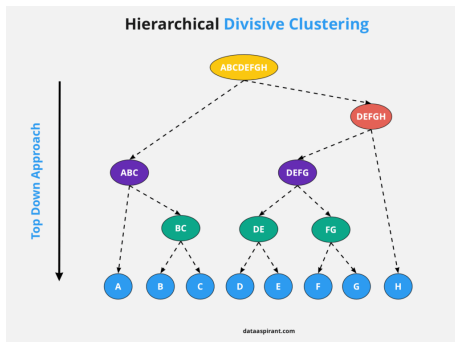 Hierarchical Divisive Clustering
ABCDEFGH
DEFGH
Top Down Approach
ABC
DEFG
BC
DE
FG
A
B
C
D
E
F
G
H
dataaspirant.com